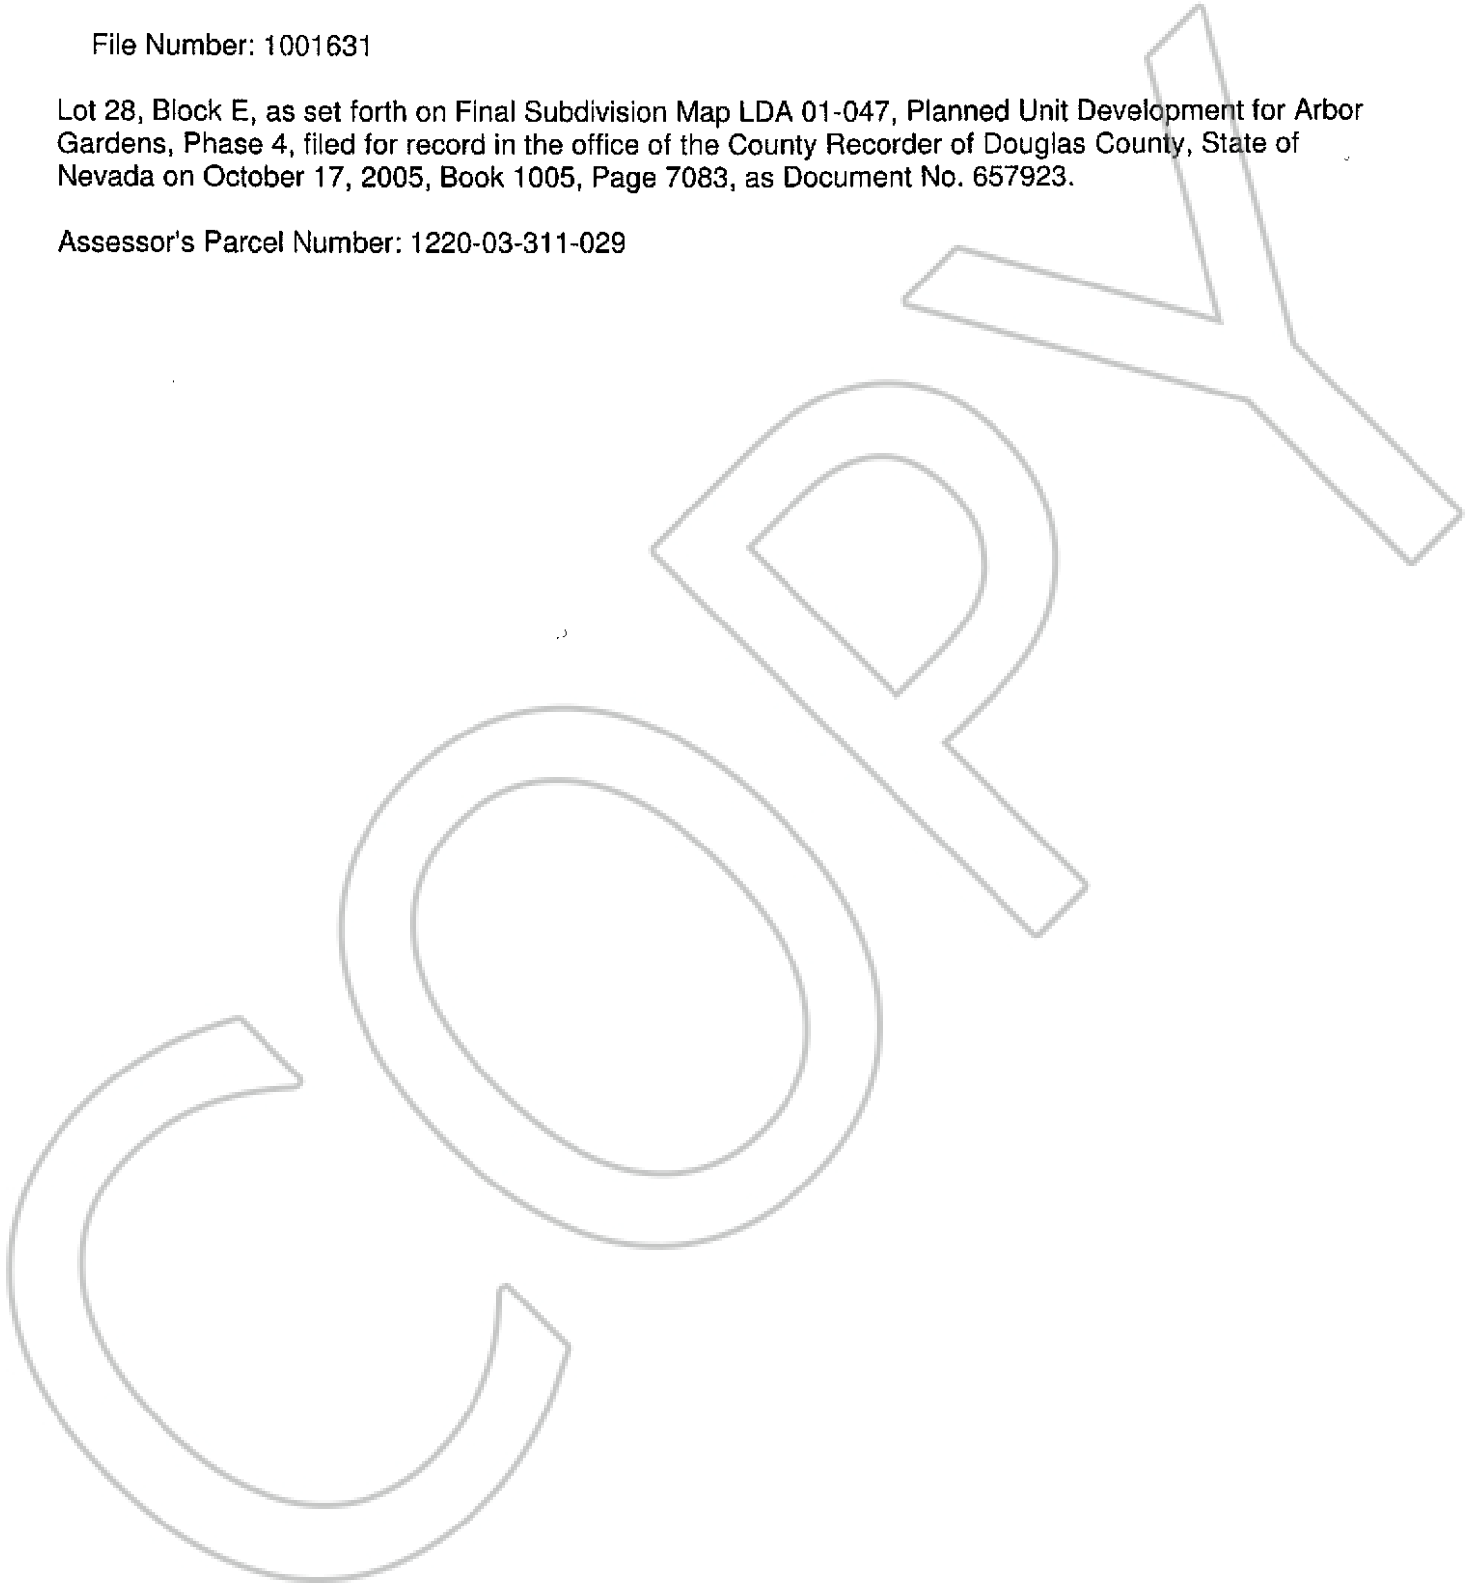 File Number: 1001631
Lot 28, Block E, as set forth on Final Subdivision Map LDA 01-047, Planned Unit Development for Arbor
Gardens, Phase 4, filed for record in the office of the County Recorder of Douglas County, State of
Nevada on October 17, 2005, Book 1005, Page 7083, as Document No. 657923.
Assessor's Parcel Number: 1220-03-311-029
COPY